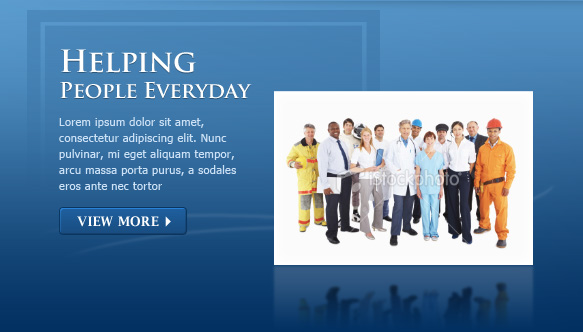 HELPING
PEOPLE EVERYDAY
Lorem ipsum dolor sit amet,
consectetur adipiscing elit. Nunc
pulvinar, mi eget aliquam tempor,
arcu massa porta purus, a sodales
eros ante nec tortor
VIEW MORE
iStockphoto